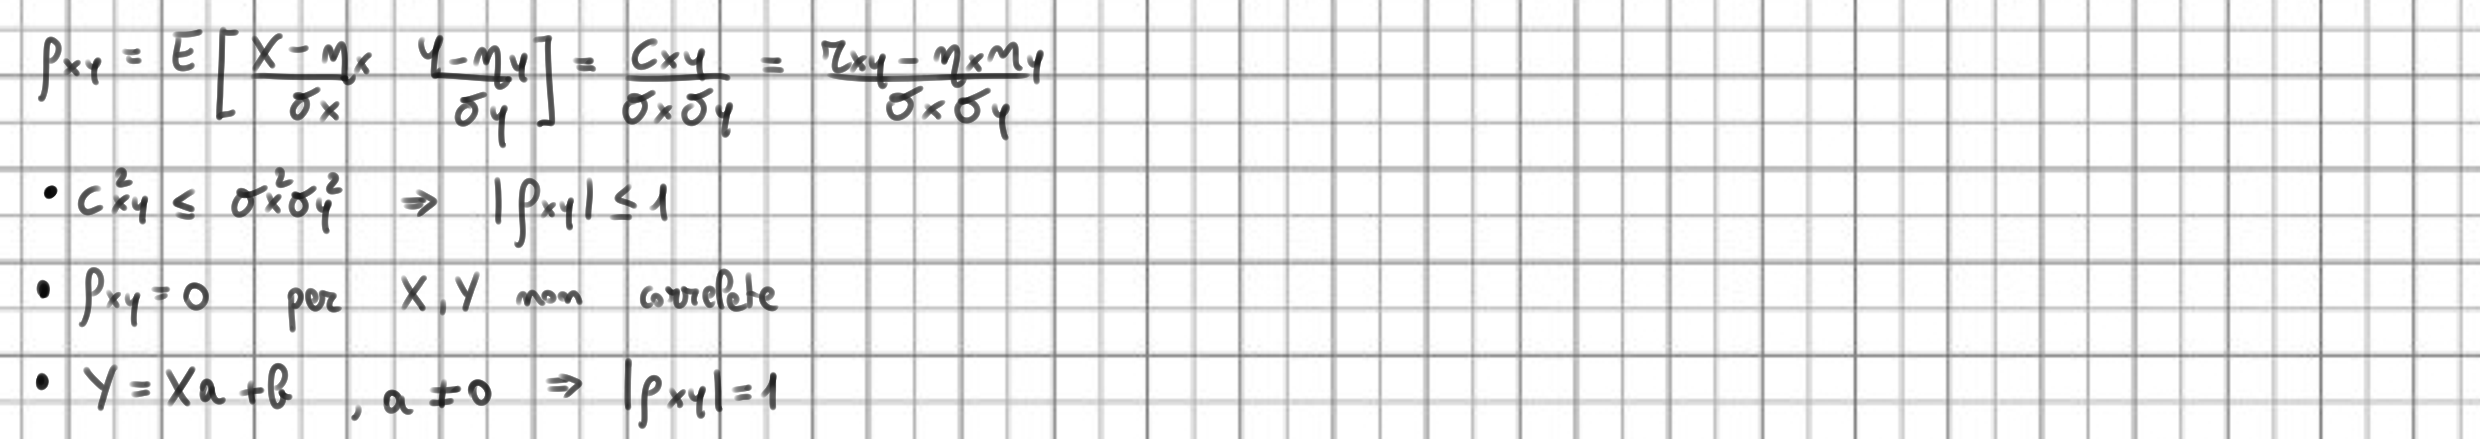 ρxy = E [ (X - ηx)/σx (Y - ηy)/σy ] = Cxy/(σxσy) = (rxy - ηxηy)/(σxσy)
• C²xy ≤ σx²σy² ⇒ |ρxy| ≤ 1
• ρxy = 0 per X, Y non correlate
• Y = Xa + b , a ≠ 0 ⇒ |ρxy| = 1